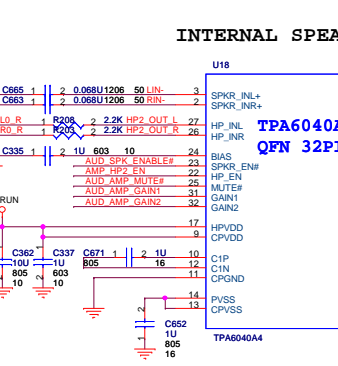 INTERNAL SPEA
U18
C665 1 2 0.068U 1206 50 LIN- 3 SPKR_INL+
C663 1 2 0.068U 1206 50 RIN- 2 SPKR_INR+
L0_R R208 2 2.2K HP2_OUT_L 27 HP_INL TPA6040A
R0_R R203 2 2.2K HP2_OUT_R 26 HP_INR QFN 32PI
C335 1 2 1U 603 10 24 BIAS
AUD_SPK_ENABLE# 23 SPKR_EN#
AMP_HP2_EN 22 HP_EN
AUD_AMP_MUTE# 25 MUTE#
AUD_AMP_GAIN1 31 GAIN1
AUD_AMP_GAIN2 32 GAIN2
RUN
17 HPVDD
9 CPVDD
C362 1 C337 C671 1 2 1U 10 C1P
10U 1U 805 16 12 C1N
805 603 11 CPGND
10 10
14 PVSS
13 CPVSS
C652
1U
805
16
TPA6040A4